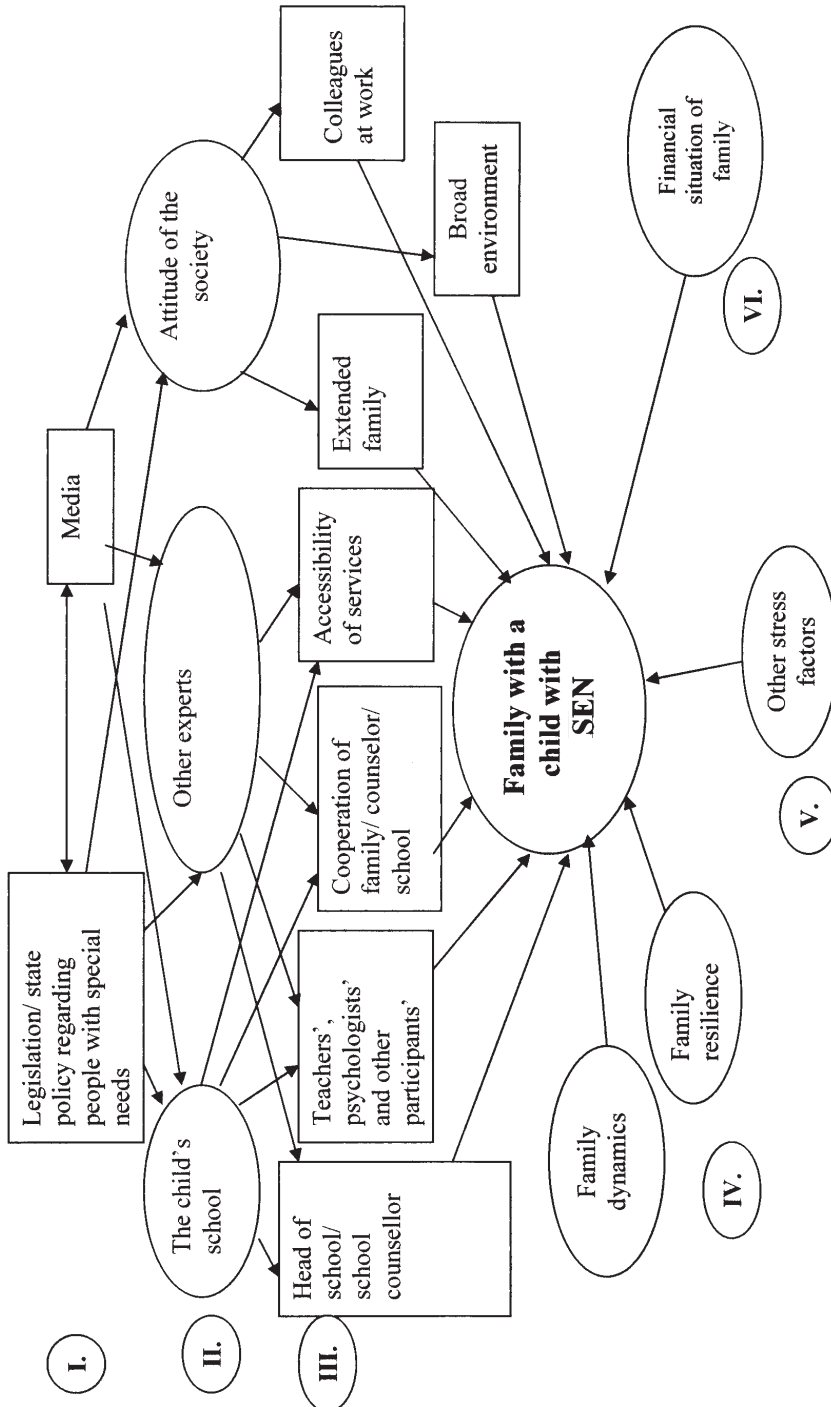 I.
Legislation/ state
policy regarding
people with special
needs
Media
II.
The child's
school
Other experts
Attitude of the
society
III.
Head of
school/
school
counsellor
Teachers',
psychologists'
and other
participants'
Cooperation of
family/ counselor/
school
Accessibility
of services
Extended
family
Broad
environment
Colleagues
at work
Family with a
child with
SEN
IV.
Family
dynamics
Family
resilience
V.
Other stress
factors
VI.
Financial
situation of
family